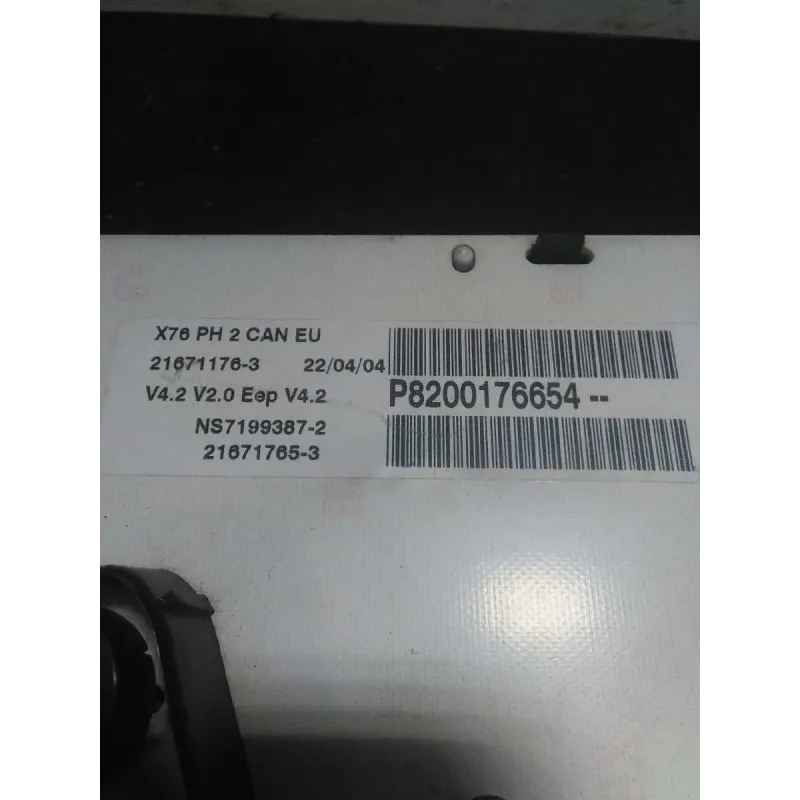 X76 PH 2 CAN EU
21671176-3 22/04/04
V4.2 V2.0 Eep V4.2
NS7199387-2
21671765-3
P8200176654 --